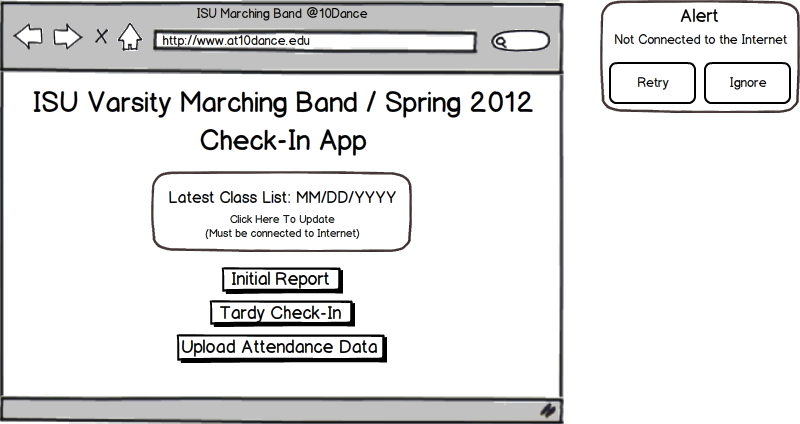 ISU Marching Band @10Dance
http://www.at10dance.edu
ISU Varsity Marching Band / Spring 2012
Check-In App
Latest Class List: MM/DD/YYYY
Click Here To Update
(Must be connected to Internet)
Initial Report
Tardy Check-In
Upload Attendance Data
Alert
Not Connected to the Internet
Retry
Ignore